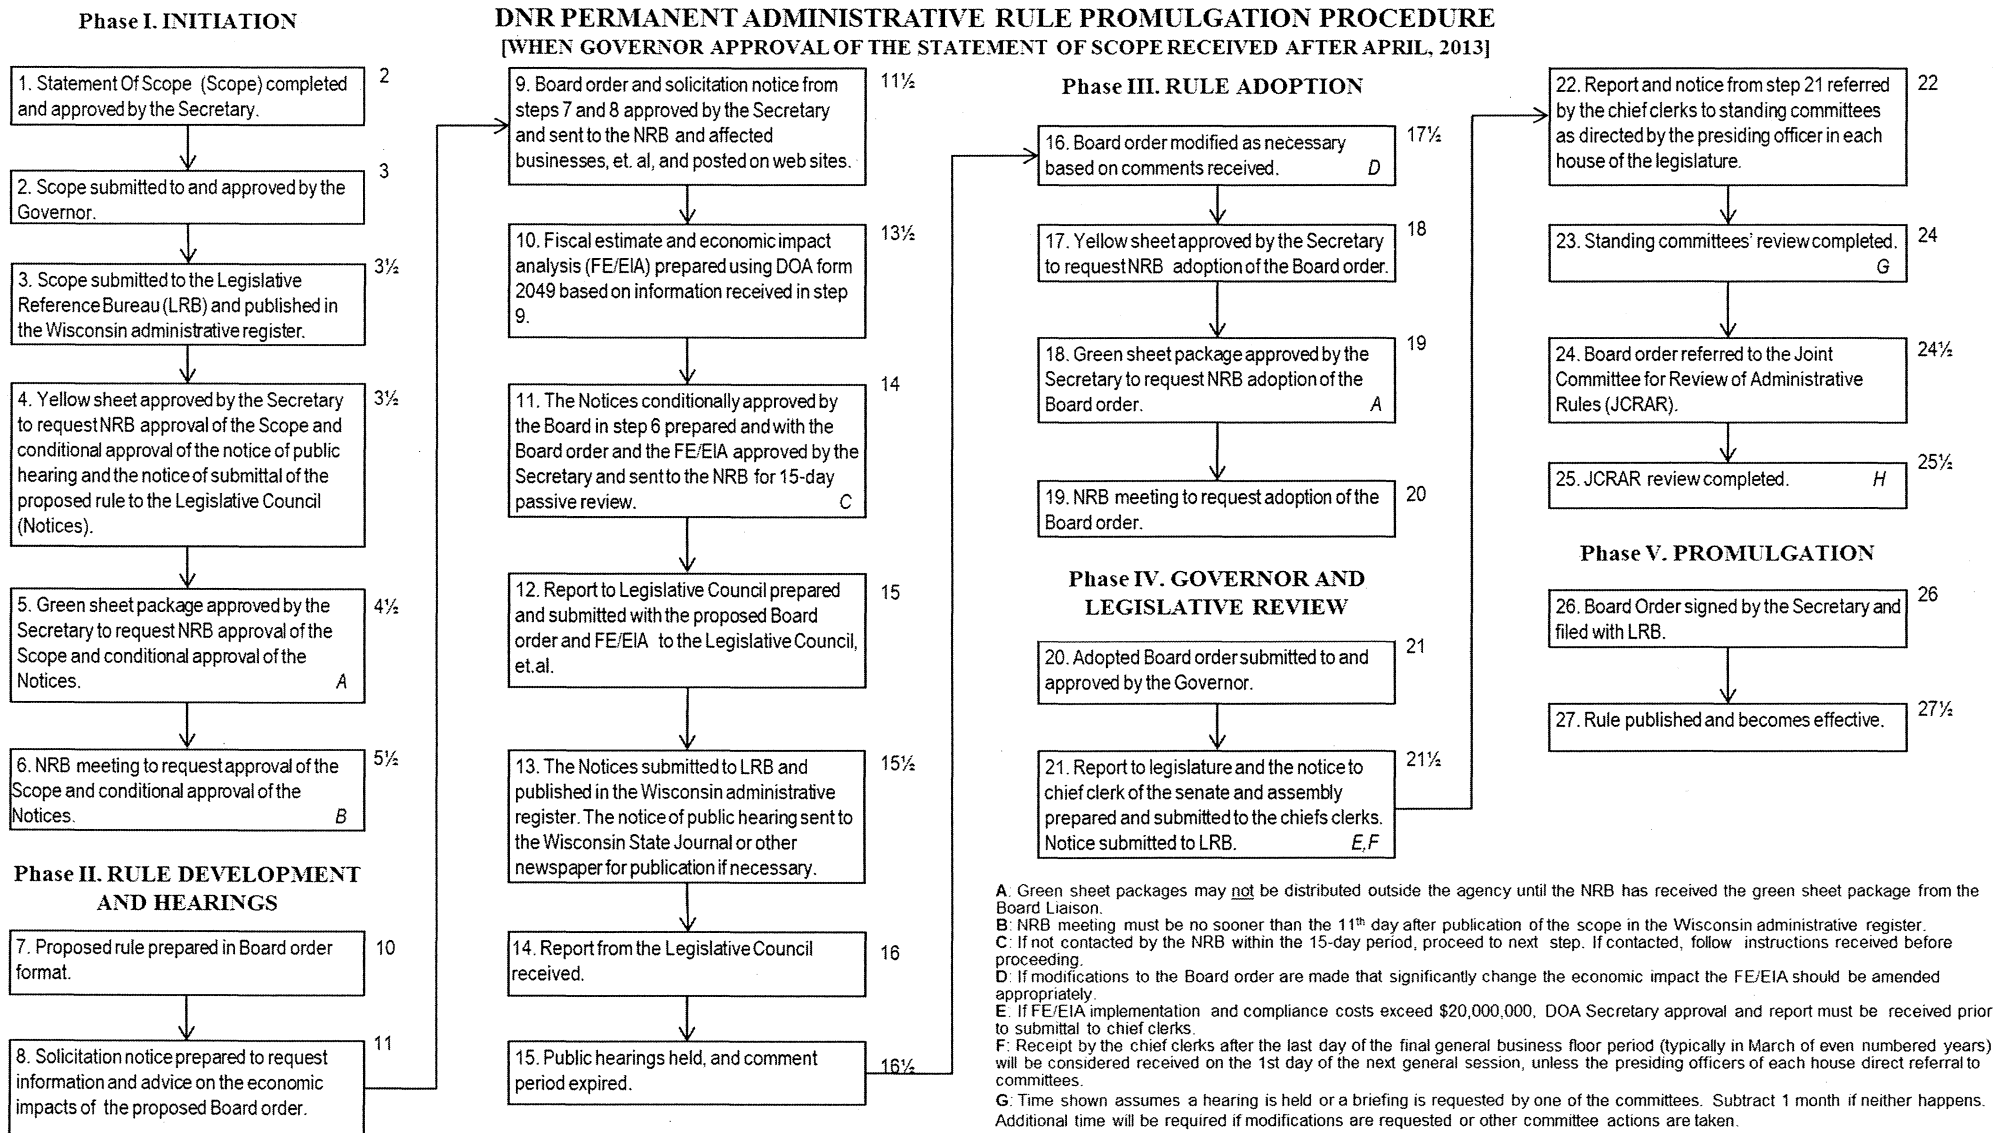 DNR PERMANENT ADMINISTRATIVE RULE PROMULGATION PROCEDURE
[WHEN GOVERNOR APPROVAL OF THE STATEMENT OF SCOPE RECEIVED AFTER APRIL, 2013]
Phase I. INITIATION
1. Statement Of Scope (Scope) completed
and approved by the Secretary.
2
2. Scope submitted to and approved by the
Governor.
3
3. Scope submitted to the Legislative
Reference Bureau (LRB) and published in
the Wisconsin administrative register.
3½
4. Yellow sheet approved by the Secretary
to request NRB approval of the Scope and
conditional approval of the notice of public
hearing and the notice of submittal of the
proposed rule to the Legislative Council
(Notices).
3½
5. Green sheet package approved by the
Secretary to request NRB approval of the
Scope and conditional approval of the
Notices. A
4½
6. NRB meeting to request approval of the
Scope and conditional approval of the
Notices. B
5½
Phase II. RULE DEVELOPMENT
AND HEARINGS
7. Proposed rule prepared in Board order
format.
10
8. Solicitation notice prepared to request
information and advice on the economic
impacts of the proposed Board order.
11
9. Board order and solicitation notice from
steps 7 and 8 approved by the Secretary
and sent to the NRB and affected
businesses, et. al, and posted on web sites.
11½
10. Fiscal estimate and economic impact
analysis (FE/EIA) prepared using DOA form
2049 based on information received in step
9.
13½
11. The Notices conditionally approved by
the Board in step 6 prepared and with the
Board order and the FE/EIA approved by the
Secretary and sent to the NRB for 15-day
passive review. C
14
12. Report to Legislative Council prepared
and submitted with the proposed Board
order and FE/EIA to the Legislative Council,
et.al.
15
13. The Notices submitted to LRB and
published in the Wisconsin administrative
register. The notice of public hearing sent to
the Wisconsin State Journal or other
newspaper for publication if necessary.
15½
14. Report from the Legislative Council
received.
16
15. Public hearings held, and comment
period expired.
16½
Phase III. RULE ADOPTION
16. Board order modified as necessary
based on comments received. D
17½
17. Yellow sheet approved by the Secretary
to request NRB adoption of the Board order.
18
18. Green sheet package approved by the
Secretary to request NRB adoption of the
Board order. A
19
19. NRB meeting to request adoption of the
Board order.
20
Phase IV. GOVERNOR AND
LEGISLATIVE REVIEW
20. Adopted Board order submitted to and
approved by the Governor.
21
21. Report to legislature and the notice to
chief clerk of the senate and assembly
prepared and submitted to the chiefs clerks.
Notice submitted to LRB. E,F
21½
22. Report and notice from step 21 referred
by the chief clerks to standing committees
as directed by the presiding officer in each
house of the legislature.
22
23. Standing committees' review completed.
G
24
24. Board order referred to the Joint
Committee for Review of Administrative
Rules (JCRAR).
24½
25. JCRAR review completed. H
25½
Phase V. PROMULGATION
26. Board Order signed by the Secretary and
filed with LRB.
26
27. Rule published and becomes effective.
27½
A: Green sheet packages may not be distributed outside the agency until the NRB has received the green sheet package from the
Board Liaison.
B: NRB meeting must be no sooner than the 11th day after publication of the scope in the Wisconsin administrative register.
C: If not contacted by the NRB within the 15-day period, proceed to next step. If contacted, follow instructions received before
proceeding.
D: If modifications to the Board order are made that significantly change the economic impact the FE/EIA should be amended
appropriately.
E: If FE/EIA implementation and compliance costs exceed $20,000,000, DOA Secretary approval and report must be received prior
to submittal to chief clerks.
F: Receipt by the chief clerks after the last day of the final general business floor period (typically in March of even numbered years)
will be considered received on the 1st day of the next general session, unless the presiding officers of each house direct referral to
committees.
G: Time shown assumes a hearing is held or a briefing is requested by one of the committees. Subtract 1 month if neither happens.
Additional time will be required if modifications are requested or other committee actions are taken.